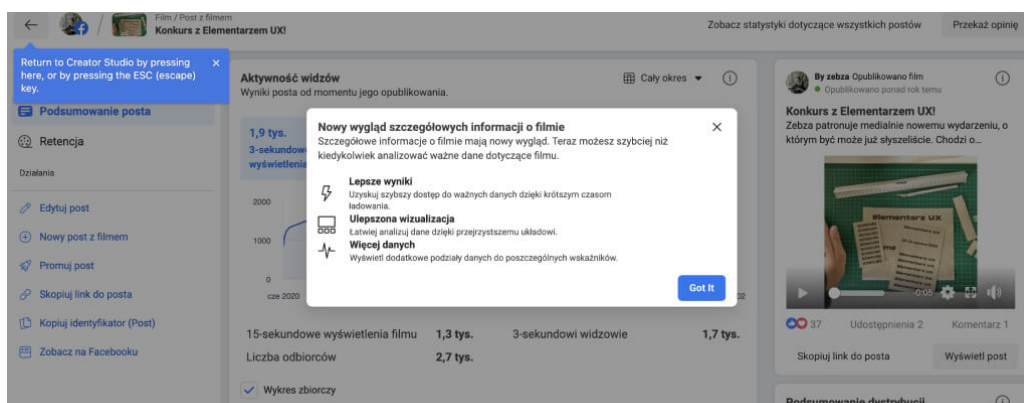 Film / Post z filmem
Konkurs z Elementarzem UX!
Zobacz statystyki dotyczące wszystkich postów
Przekaż opinię
Return to Creator Studio by pressing
here, or by pressing the ESC (escape)
key.
Podsumowanie posta
Retencja
Działania
Edytuj post
Nowy post z filmem
Promuj post
Skopiuj link do posta
Kopiuj identyfikator (Post)
Zobacz na Facebooku
Aktywność widzów
Cały okres
Wyniki posta od momentu jego opublikowania.
1,9 tys.
3-sekundow
wyświetlenia
2000
1000
0
cze 2020
Nowy wygląd szczegółowych informacji o filmie
Szczegółowe informacje o filmie mają nowy wygląd. Teraz możesz szybciej niż
kiedykolwiek analizować ważne dane dotyczące filmu.
Lepsze wyniki
Uzyskuj szybszy dostęp do ważnych danych dzięki krótszym czasom
ładowania.
Ulepszona wizualizacja
Łatwiej analizuj dane dzięki przejrzystszemu układowi.
Więcej danych
Wyświetl dodatkowe podziały danych do poszczególnych wskaźników.
Got It
15-sekundowe wyświetlenia filmu 1,3 tys.
3-sekundowi widzowie 1,7 tys.
Liczba odbiorców 2,7 tys.
Wykres zbiorczy
By zebza Opublikowano film
Opublikowano ponad rok temu
Konkurs z Elementarzem UX!
Zebza patronuje medialnie nowemu wydarzeniu, o
którym być może już słyszeliście. Chodzi o...
Elementarz UX
-0:05
37
Udostępnienia 2
Komentarz 1
Skopiuj link do posta
Wyświetl post
Podsumowanie dystrybucji